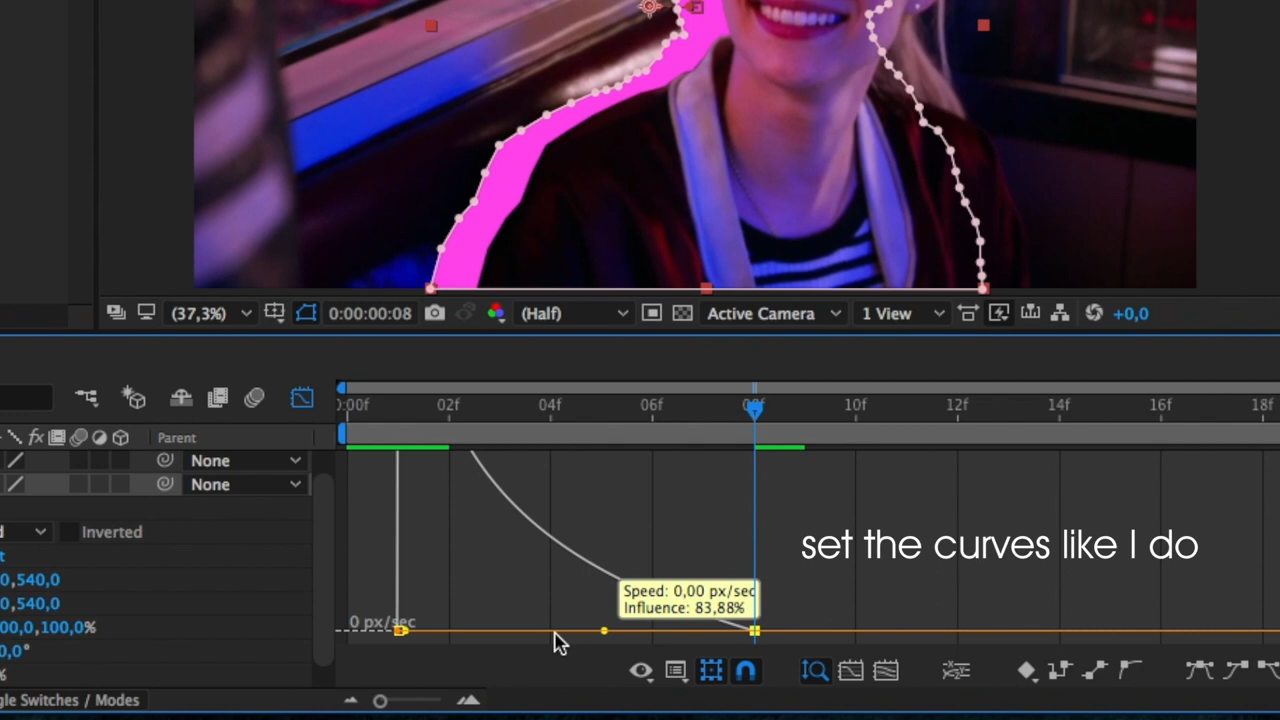 (37,3%)
0:00:00:08
(Half)
Active Camera
1 View
+0,0
:00f
02f
04f
06f
10f
12f
14f
16f
18f
fx
Parent
None
None
Inverted
0,540,0
0,540,0
00,0,100,0%
0,0°
%
set the curves like I do
Speed: 0,00 px/sec
Influence: 83,88%
0 px/sec
gle Switches / Modes